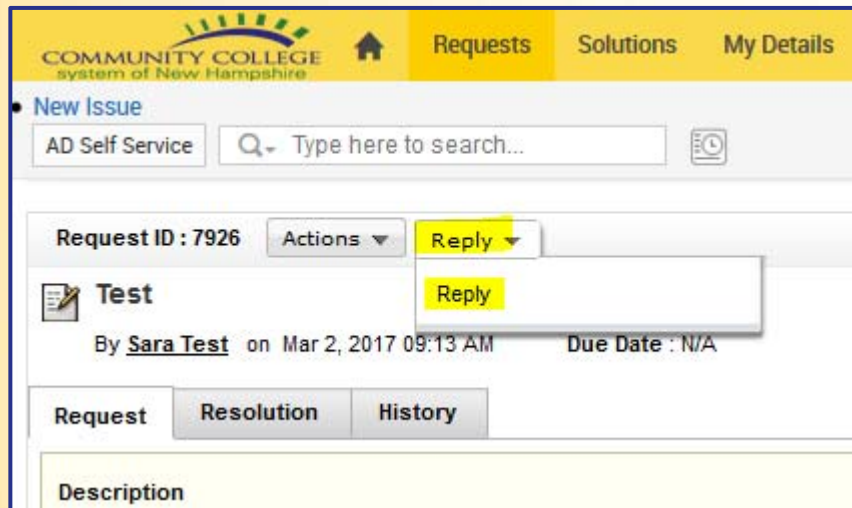 COMMUNITY COLLEGE
system of New Hampshire
Requests Solutions My Details
New Issue
AD Self Service Type here to search...
Request ID : 7926 Actions Reply
Reply
Test
By Sara Test on Mar 2, 2017 09:13 AM Due Date : N/A
Request Resolution History
Description